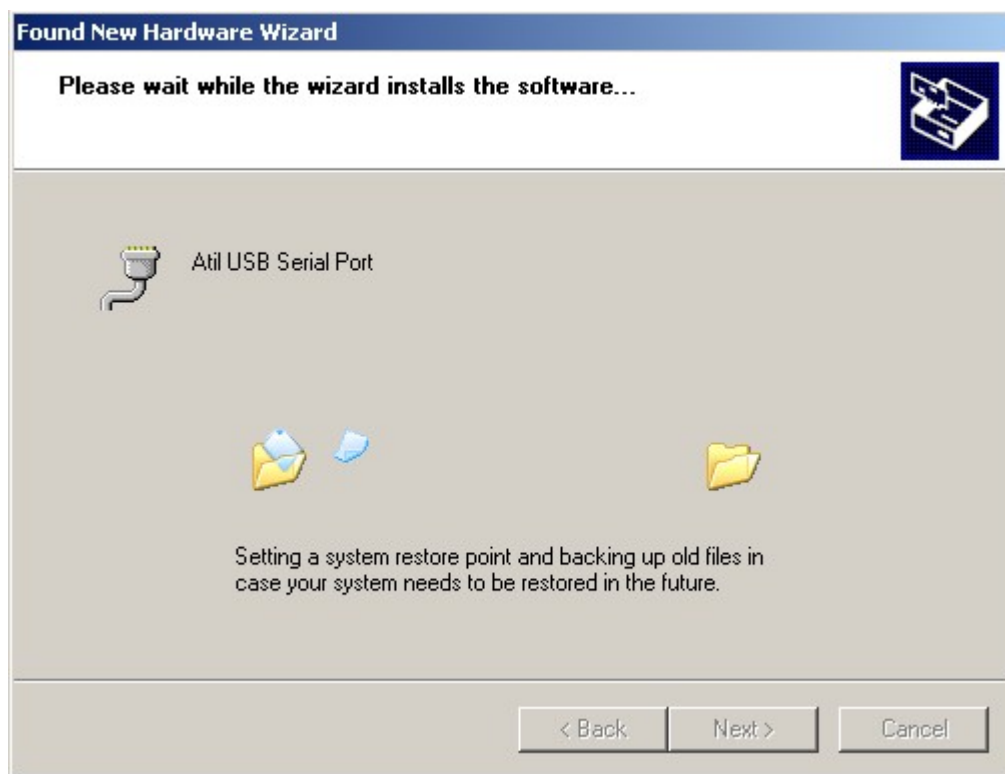 Found New Hardware Wizard
Please wait while the wizard installs the software...
Atil USB Serial Port
Setting a system restore point and backing up old files in
case your system needs to be restored in the future.
< Back
Next >
Cancel